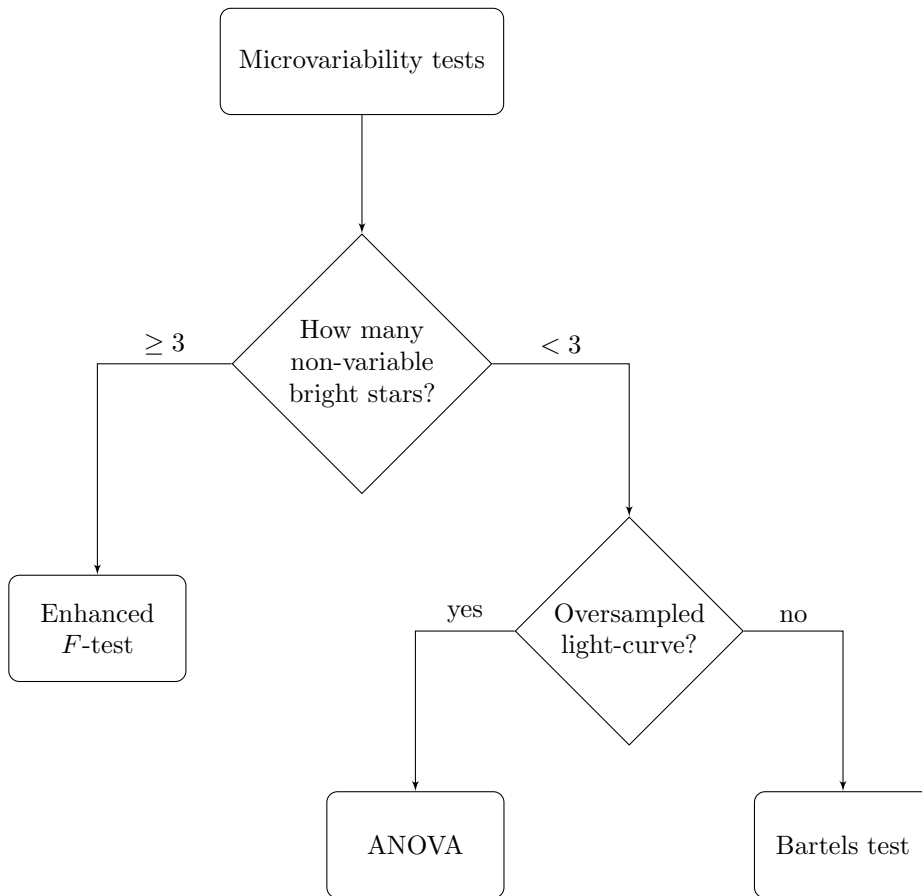 Microvariability tests
How many
non-variable
bright stars?
≥ 3
< 3
Enhanced
F-test
Oversampled
light-curve?
yes
no
ANOVA
Bartels test